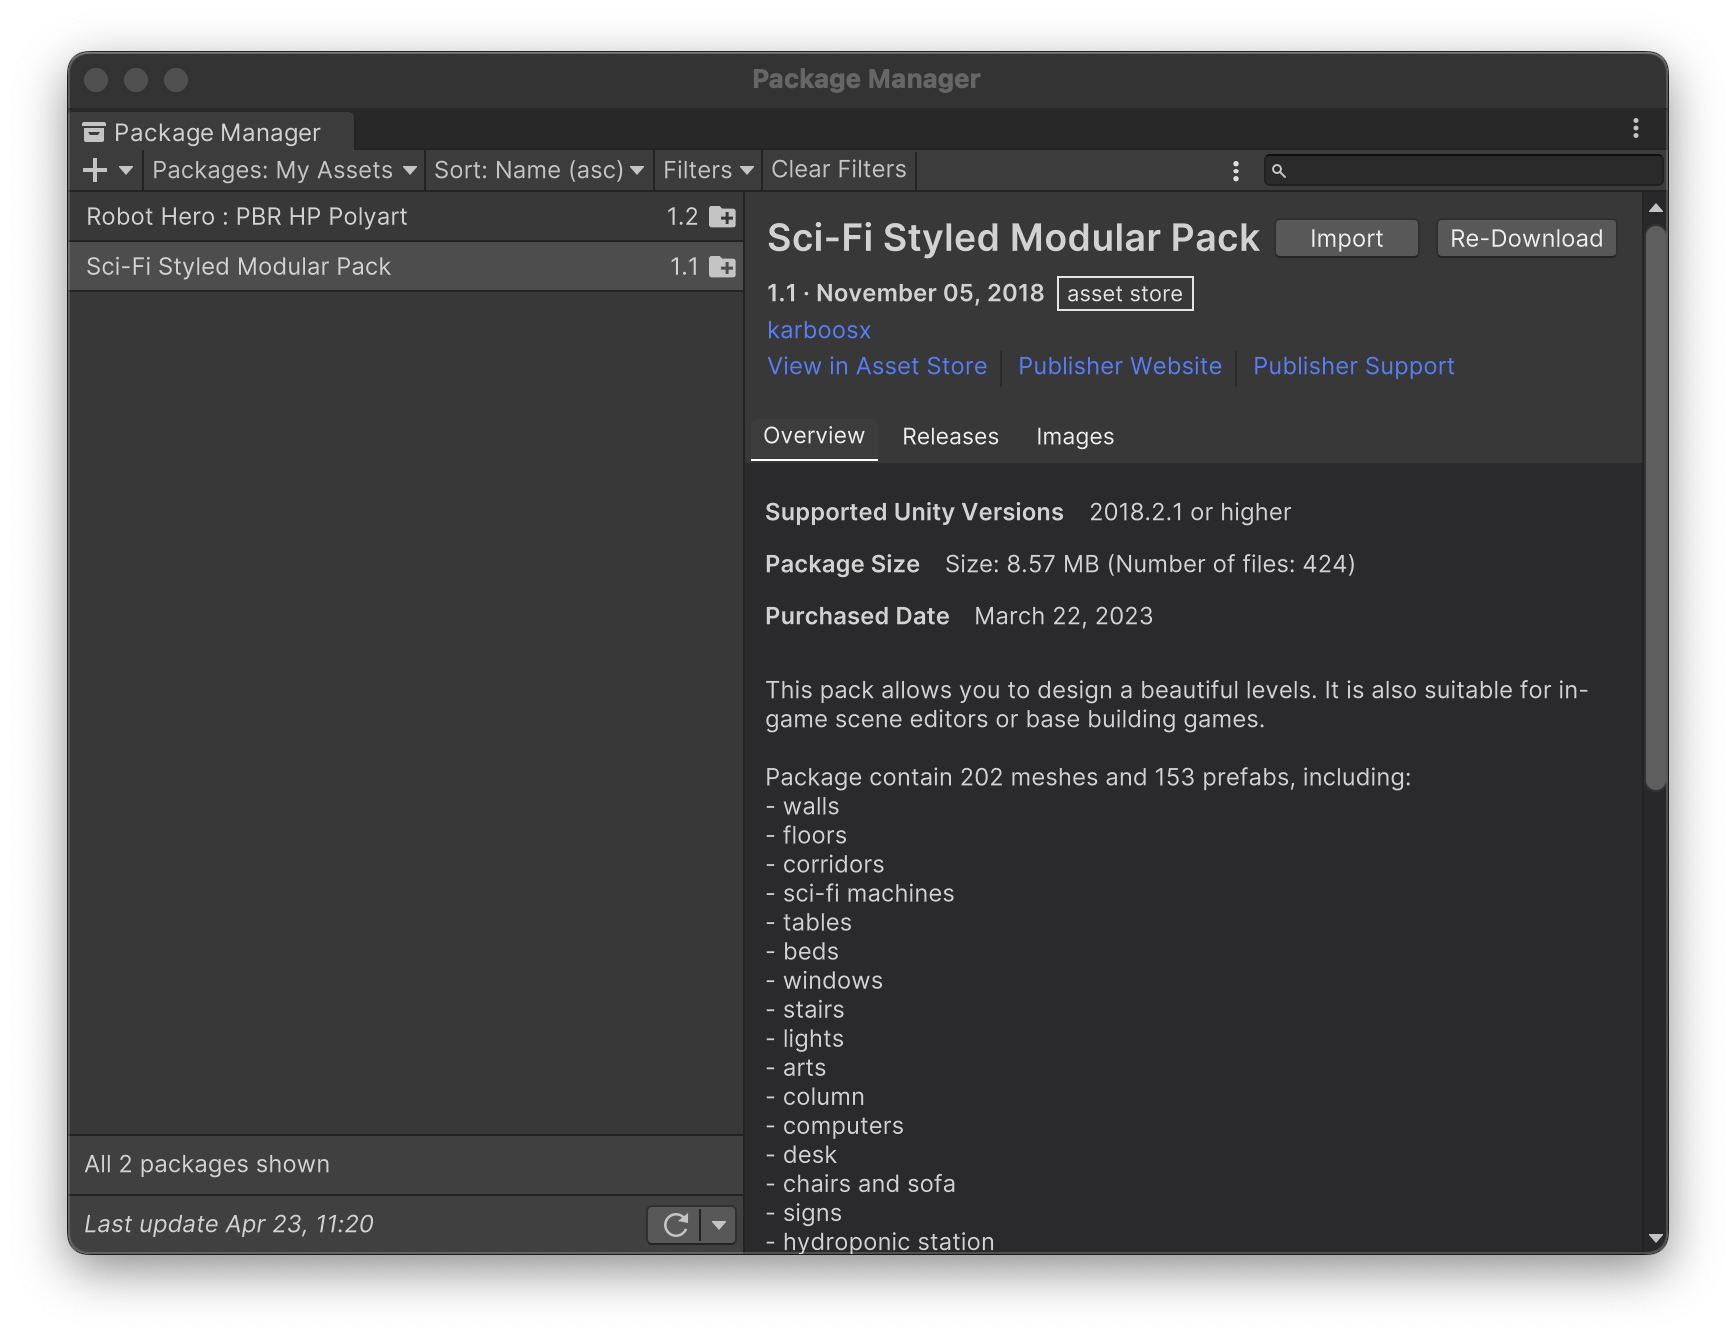 Package Manager
Package Manager
Packages: My Assets Sort: Name (asc) Filters Clear Filters
Robot Hero : PBR HP Polyart 1.2
Sci-Fi Styled Modular Pack 1.1
All 2 packages shown
Last update Apr 23, 11:20
Sci-Fi Styled Modular Pack Import Re-Download
1.1 · November 05, 2018 asset store
karboosx
View in Asset Store Publisher Website Publisher Support
Overview Releases Images
Supported Unity Versions 2018.2.1 or higher
Package Size Size: 8.57 MB (Number of files: 424)
Purchased Date March 22, 2023
This pack allows you to design a beautiful levels. It is also suitable for in-
game scene editors or base building games.
Package contain 202 meshes and 153 prefabs, including:
- walls
- floors
- corridors
- sci-fi machines
- tables
- beds
- windows
- stairs
- lights
- arts
- column
- computers
- desk
- chairs and sofa
- signs
- hydroponic station